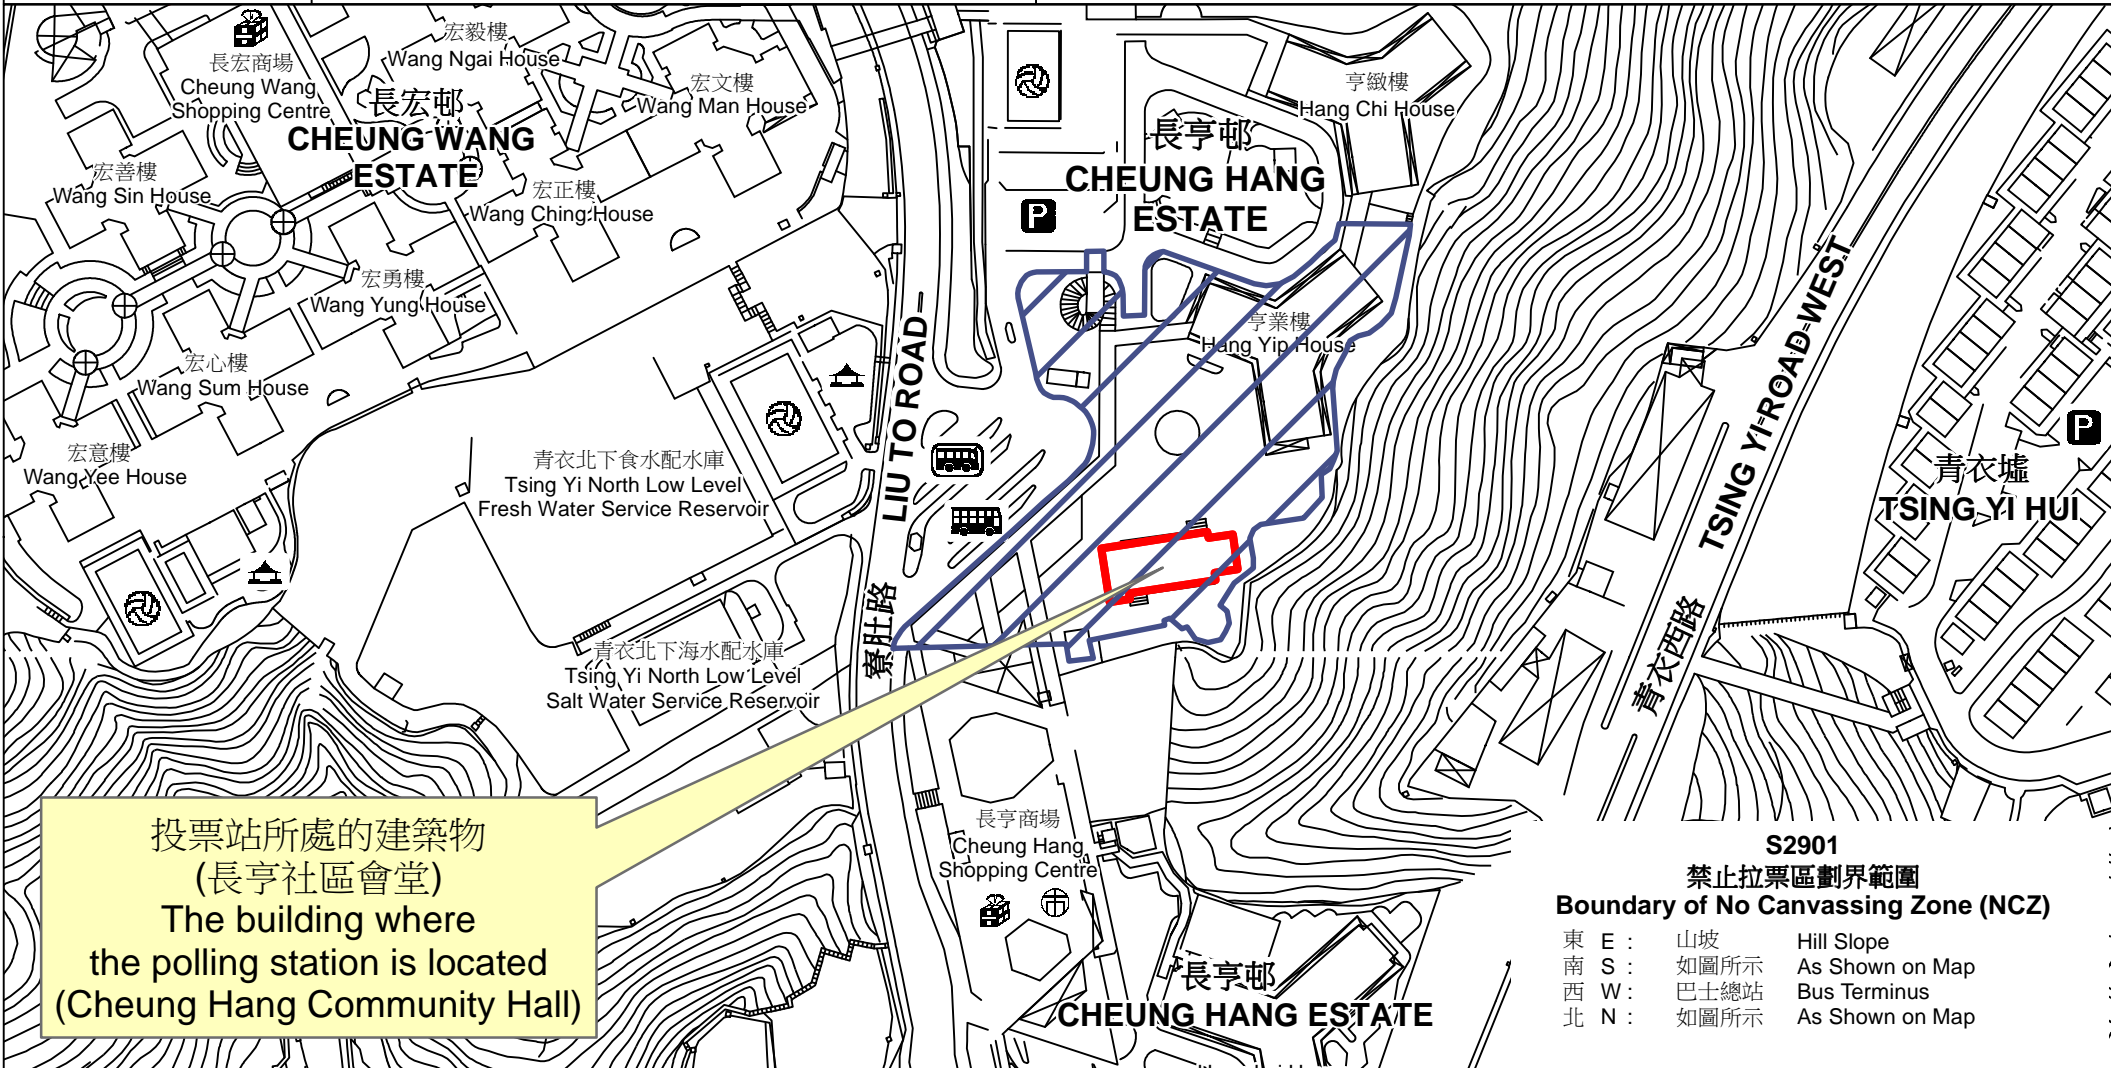 長宏商場
Cheung Wang
Shopping Centre
宏毅樓
Wang Ngai House
長宏邨
CHEUNG WANG
ESTATE
宏文樓
Wang Man House
宏善樓
Wang Sin House
宏正樓
Wang Ching House
宏勇樓
Wang Yung House
宏心樓
Wang Sum House
宏意樓
Wang Yee House
青衣北下食水配水庫
Tsing Yi North Low Level
Fresh Water Service Reservoir
青衣北下海水配水庫
Tsing Yi North Low Level
Salt Water Service Reservoir
LIU TO ROAD
寮肚路
P
亨緻樓
Hang Chi House
長亨邨
CHEUNG HANG
ESTATE
亨業樓
Hang Yip House
TSING YI ROAD WEST
青衣西路
P
青衣墟
TSING YI HUI
長亨商場
Cheung Hang
Shopping Centre
長亨邨
CHEUNG HANG ESTATE
投票站所處的建築物
(長亨社區會堂)
The building where
the polling station is located
(Cheung Hang Community Hall)
S2901
禁止拉票區劃界範圍
Boundary of No Canvassing Zone (NCZ)
東 E : 山坡 Hill Slope
南 S : 如圖所示 As Shown on Map
西 W : 巴士總站 Bus Terminus
北 N : 如圖所示 As Shown on Map